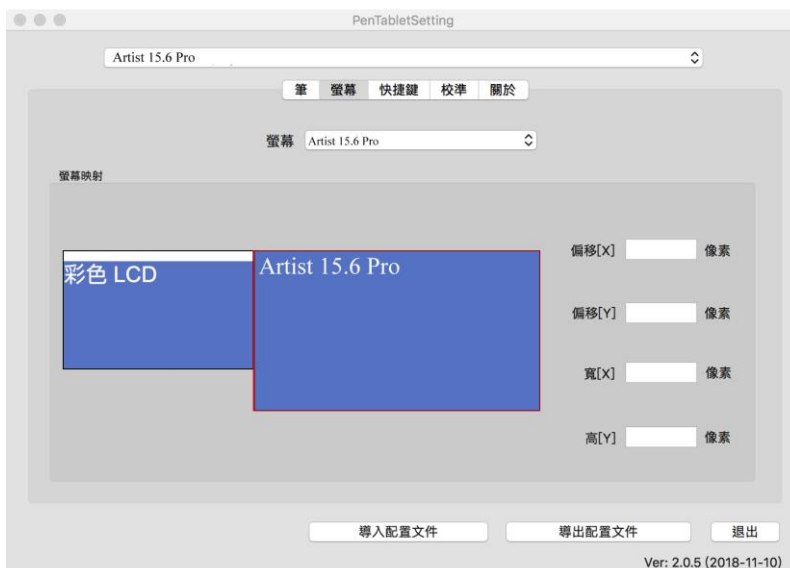 PenTabletSetting
Artist 15.6 Pro
筆 螢幕 快捷鍵 校準 關於
螢幕 Artist 15.6 Pro
螢幕映射
彩色 LCD
Artist 15.6 Pro
偏移[X] 像素
偏移[Y] 像素
寬[X] 像素
高[Y] 像素
導入配置文件 導出配置文件 退出
Ver: 2.0.5 (2018-11-10)